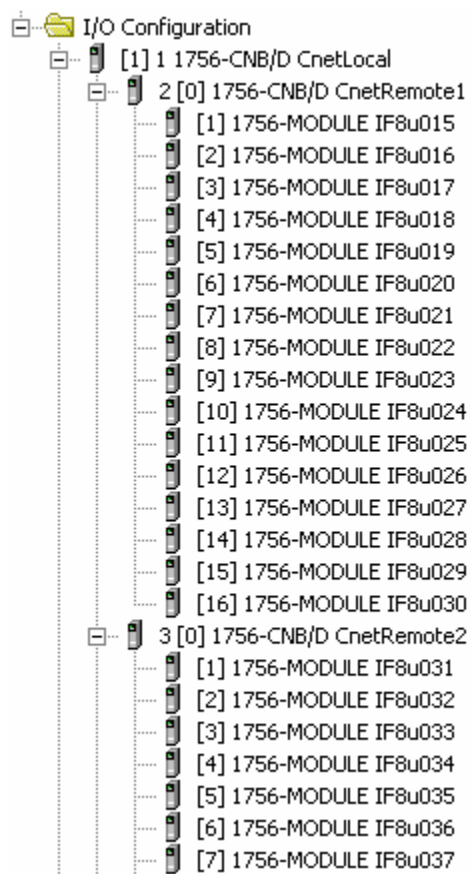 I/O Configuration
[1] 1 1756-CNB/D CnetLocal
2 [0] 1756-CNB/D CnetRemote1
[1] 1756-MODULE IF8u015
[2] 1756-MODULE IF8u016
[3] 1756-MODULE IF8u017
[4] 1756-MODULE IF8u018
[5] 1756-MODULE IF8u019
[6] 1756-MODULE IF8u020
[7] 1756-MODULE IF8u021
[8] 1756-MODULE IF8u022
[9] 1756-MODULE IF8u023
[10] 1756-MODULE IF8u024
[11] 1756-MODULE IF8u025
[12] 1756-MODULE IF8u026
[13] 1756-MODULE IF8u027
[14] 1756-MODULE IF8u028
[15] 1756-MODULE IF8u029
[16] 1756-MODULE IF8u030
3 [0] 1756-CNB/D CnetRemote2
[1] 1756-MODULE IF8u031
[2] 1756-MODULE IF8u032
[3] 1756-MODULE IF8u033
[4] 1756-MODULE IF8u034
[5] 1756-MODULE IF8u035
[6] 1756-MODULE IF8u036
[7] 1756-MODULE IF8u037